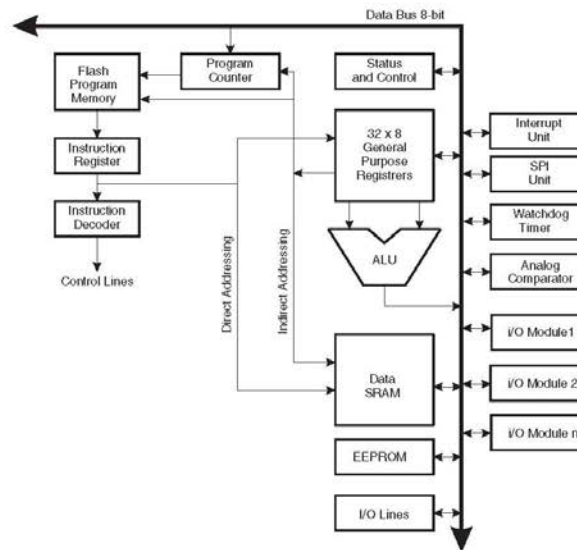 Data Bus 8-bit
Flash
Program
Memory
Program
Counter
Status
and Control
Instruction
Register
32 x 8
General
Purpose
Registrers
Interrupt
Unit
SPI
Unit
Instruction
Decoder
Watchdog
Timer
ALU
Analog
Comparator
Control Lines
Direct Addressing
Indirect Addressing
i/O Module1
Data
SRAM
i/O Module 2
i/O Module n
EEPROM
I/O Lines